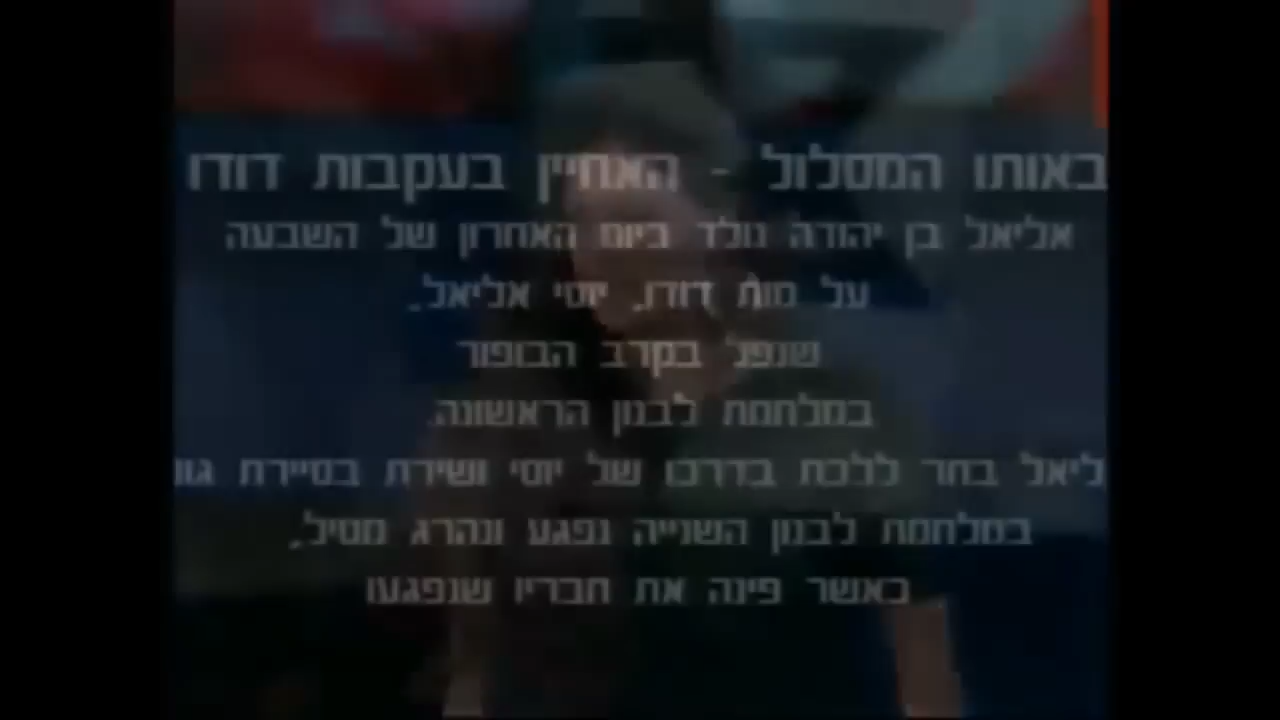 באותו המסלול - האחיין בעקבות דודו
אליאל בן יהודה נולד ביום האחרון של השבעה
על מות דודו, יוסי אליאל.
שנפל בקרב הבופור
במלחמת לבנון הראשונה.
ליאל בחר ללכת בדרכו של יוסי ושירת בסיירת גוו
במלחמת לבנון השנייה נפגע ונהרג מטיל,
כאשר פינה את חבריו שנפגעו